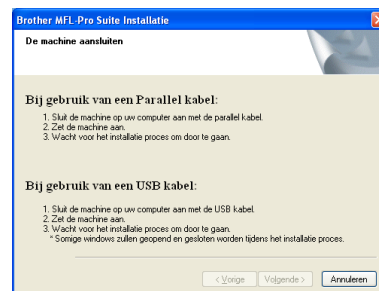 Brother MFL-Pro Suite Installatie
De machine aansluiten
Bij gebruik van een Parallel kabel:
1. Sluit de machine op uw computer aan met de parallel kabel.
2. Zet de machine aan.
3. Wacht voor het installatie proces om door te gaan.
Bij gebruik van een USB kabel:
1. Sluit de machine op uw computer aan met de USB kabel.
2. Zet de machine aan.
3. Wacht voor het installatie proces om door te gaan.
* Somige windows zullen geopend en gesloten worden tijdens het installatie proces.
< Vorige Volgende > Annuleren